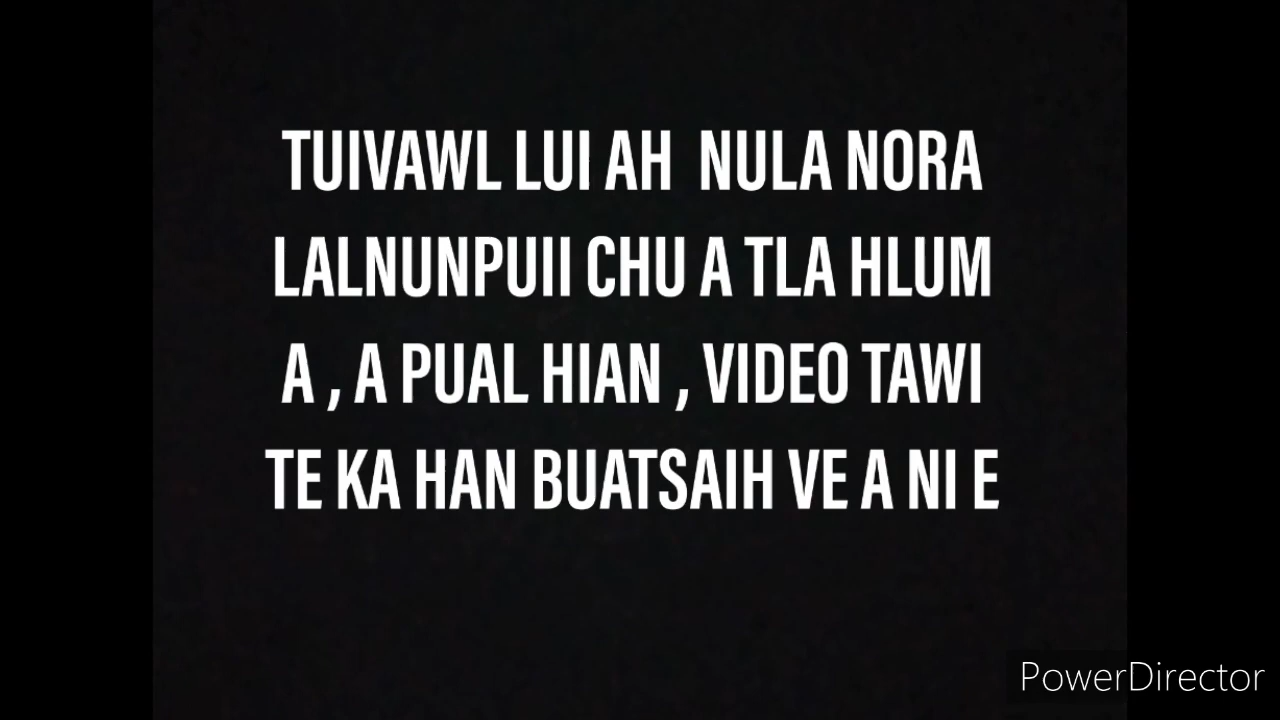 TUIVAWL LUI AH NULA NORA
LALNUNPUII CHU A TLA HLUM
A , A PUAL HIAN , VIDEO TAWI
TE KA HAN BUATSAIH VE A NI E
PowerDirector